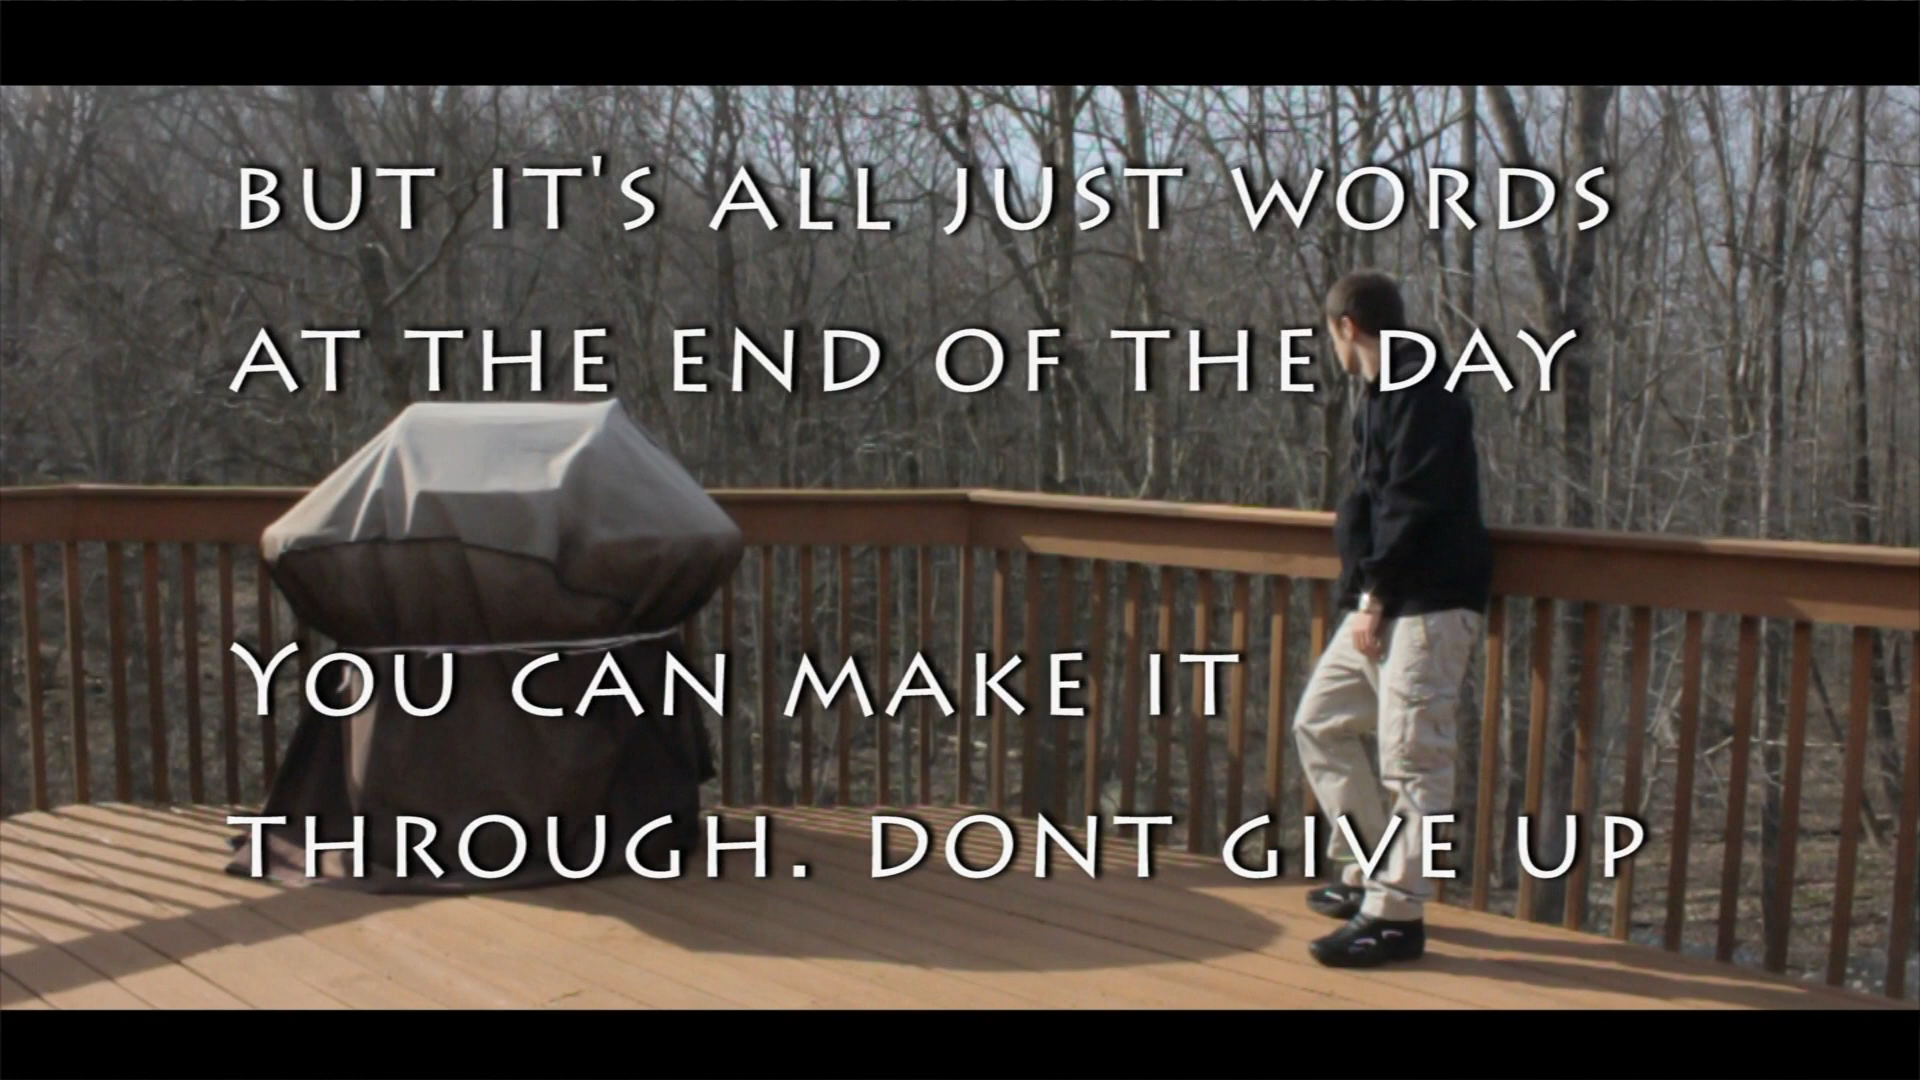 BUT IT'S ALL JUST WORDS
AT THE END OF THE DAY
YOU CAN MAKE IT
THROUGH. DONT GIVE UP